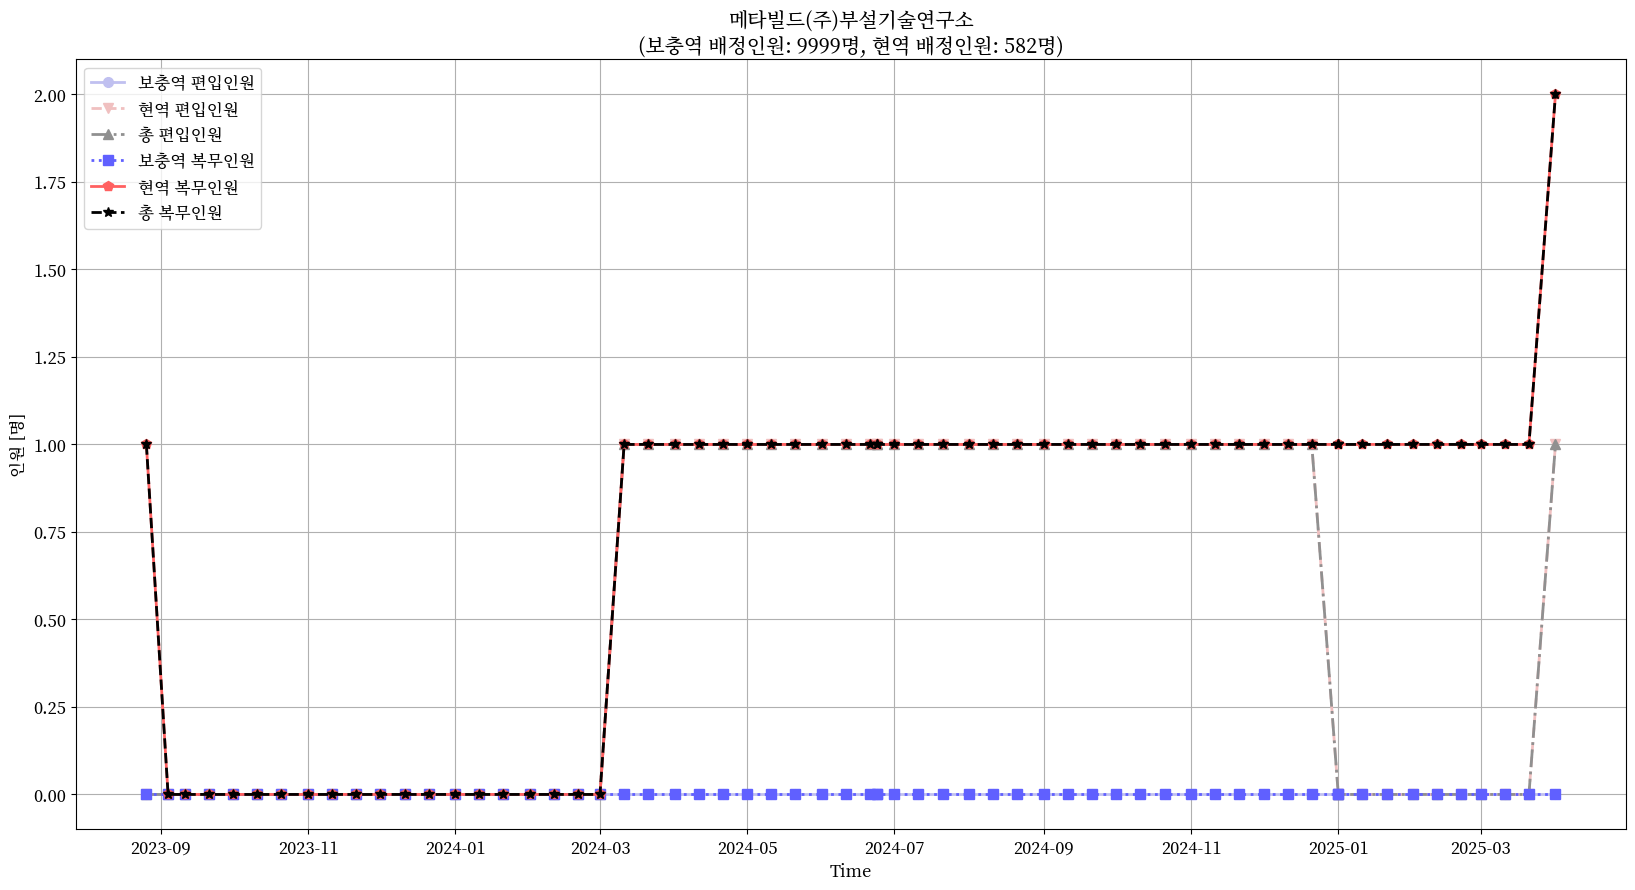 메타빌드(주)부설기술연구소
(보충역 배정인원: 9999명, 현역 배정인원: 582명)
보충역 편입인원
현역 편입인원
총 편입인원
보충역 복무인원
현역 복무인원
총 복무인원
2.00
1.75
1.50
1.25
1.00
0.75
0.50
0.25
0.00
인원 [명]
2023-09
2023-11
2024-01
2024-03
2024-05
2024-07
2024-09
2024-11
2025-01
2025-03
Time